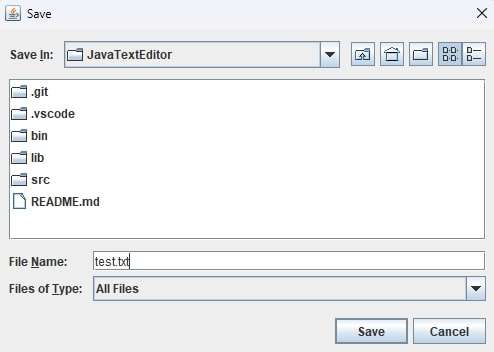 Save
Save In: JavaTextEditor
.git
.vscode
bin
lib
src
README.md
File Name: test.txt
Files of Type: All Files
Save Cancel